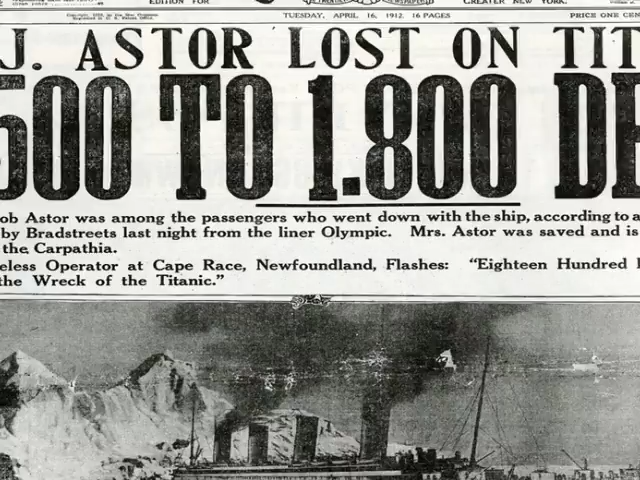 EDITION FOR GREATER NEW YORK.
TUESDAY, APRIL 16, 1912. 16 PAGES PRICE ONE CEN
J. ASTOR LOST ON TIT
500 TO 1.800 DE
ob Astor was among the passengers who went down with the ship, according to a
by Bradstreets last night from the liner Olympic. Mrs. Astor was saved and is
the Carpathia.
eless Operator at Cape Race, Newfoundland, Flashes: "Eighteen Hundred
the Wreck of the Titanic."